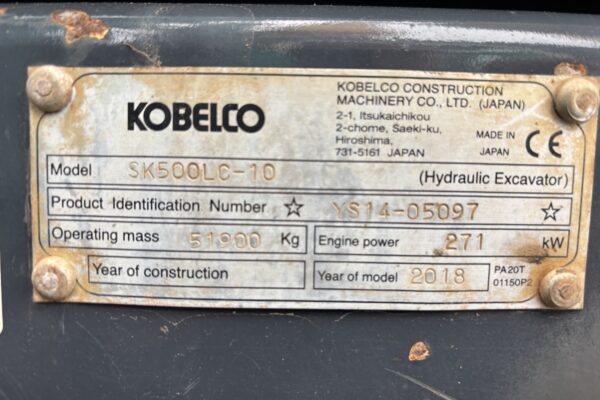 KOBELCO
KOBELCO CONSTRUCTION
MACHINERY CO., LTD. (JAPAN)
2-1, Itsukaichikou
2-chome, Saeki-ku,
Hiroshima,
731-5161 JAPAN
MADE IN
JAPAN
CE
Model SK500LC-10 (Hydraulic Excavator)
Product Identification Number ☆ YS14-05097 ☆
Operating mass 51900 Kg
Engine power 271 kW
Year of construction
Year of model 2018
PA20T
01150P2